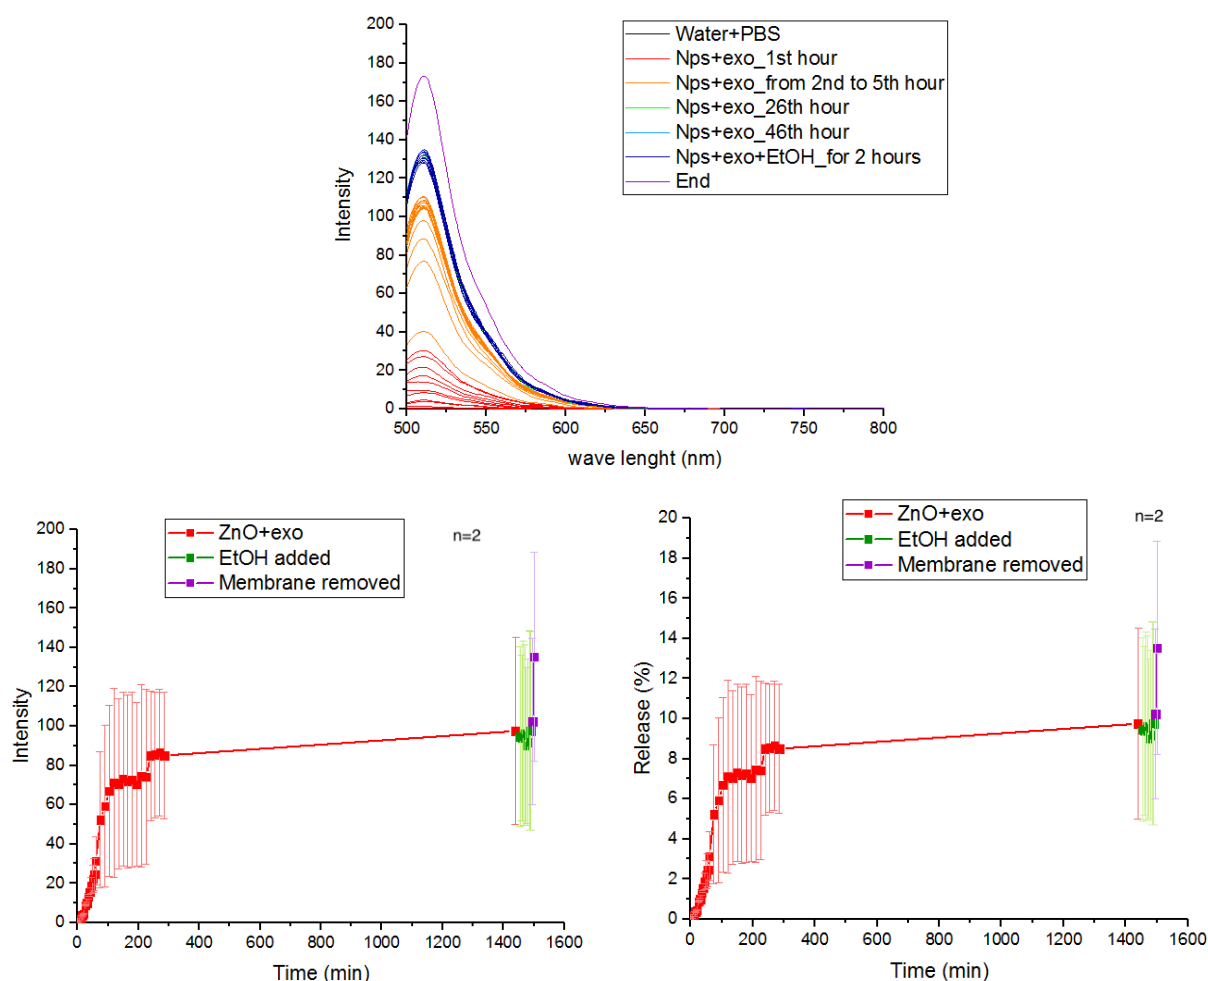 200
180
160
140
120
100
80
60
40
20
0
Intensity
500
550
600
650
700
750
800
wave lenght (nm)
Water+PBS
Nps+exo_1st hour
Nps+exo_from 2nd to 5th hour
Nps+exo_26th hour
Nps+exo_46th hour
Nps+exo+EtOH_for 2 hours
End
200
180
160
140
120
100
80
60
40
20
0
Intensity
0
200
400
600
800
1000
1200
1400
1600
Time (min)
ZnO+exo
EtOH added
Membrane removed
n=2
20
18
16
14
12
10
8
6
4
2
0
Release (%)
0
200
400
600
800
1000
1200
1400
1600
Time (min)
ZnO+exo
EtOH added
Membrane removed
n=2